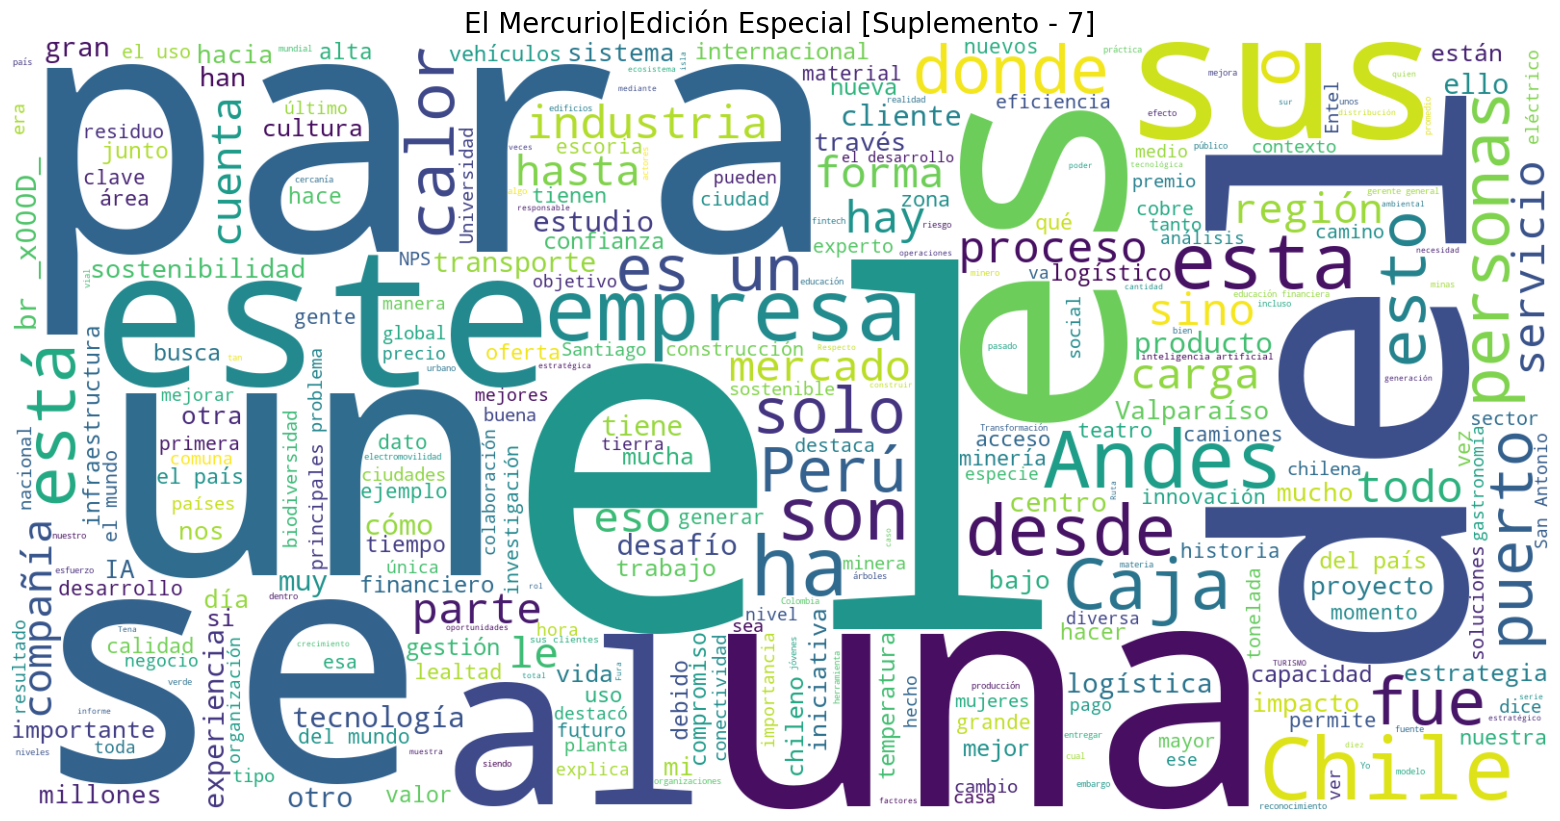 El Mercurio|Edición Especial [Suplemento - 7]
gran
el uso
mundial
hacia
alta
vehículos
sistema
internacional
nuevos
práctica
están
país
han
ecosistema
isla
material
donde
sus
mejora
quien
ello
era
para
calor
mediante
nueva
lo
eléctrico
residuo
junto
clave
área
cuenta
último
cultura
hace
cercanía
Universidad
edificios
industria
escoria
hasta
veces
actores
algo
tienen
responsable
estudio
confianza
cliente
través
realidad
el desarrollo
pueden
ciudad
forma
zona
hay
fintech
riesgo
experto
operaciones
eficiencia
es
poder
qué
efecto
sur
unos
distribución
promedio
Entel
medio
público
tecnológica
contexto
premio
gerente general
cobre
tanto
análisis
ambiental
región
camino
necesidad
del
personas
servicio
br _x000D_
sostenibilidad
vial
NPS
transporte
objetivo
es un
educación
proceso
minero
va
logístico
cantidad
esta
esto
este
gente
manera
global
precio
urbano
busca
tan
empresa
oferta
Santiago
construcción
Respecto
estratégica
mercado
sostenible
construir
pasado
social
educación financiera
incluso
sino
bien
producto
inteligencia artificial
carga
minas
generación
está
infraestructura
problema
mejorar
otra
primera
comuna
el país
países
nos
un
mejores
buena
dato
electromovilidad
ciudades
ejemplo
cómo
tiempo
única
colaboración
investigación
el
tiene
tierra
mucha
solo
destaca
Perú
eso
generar
son
desafío
trabajo
caso
minera
árboles
ha
Transformación
acceso
minería
especie
Valparaíso
teatro
camiones
Andes
Ruta
centro
innovación
desde
chilena
mucho
todo
vez
sector
gastronomía
San Antonio
puerto
nacional
el mundo
biodiversidad
principales
nuestro
compañía
esfuerzo
IA
desarrollo
muy
financiero
dentro
rol
parte
oportunidades
Colombia
nivel
sea
bajo
historia
materia
Caja
diversa
hacer
tonelada
del país
proyecto
momento
soluciones
se
día
si
Tena
calidad
negocio
resultado
verde
crecimiento
esa
gestión
hora
sus clientes
le
lealtad
total
Fura
vida
uso
destacó
futuro
debido
compromiso
conectividad
importancia
jóvenes
herramienta
iniciativa
chileno
temperatura
hecho
una
producción
mujeres
grande
mejor
logística
pago
entregar
cual
mayor
ese
TURISMO
capacidad
impacto
permite
fue
estrategia
serie
dice
estratégico
fuente
nuestra
informe
importante
toda
niveles
experiencia
organización
tipo
tecnología
del mundo
muestra
al
siendo
planta
explica
mi
organizaciones
millones
otro
valor
factores
cambio
casa
embargo
Chile
diez
Yo
modelo
ver
reconocimiento